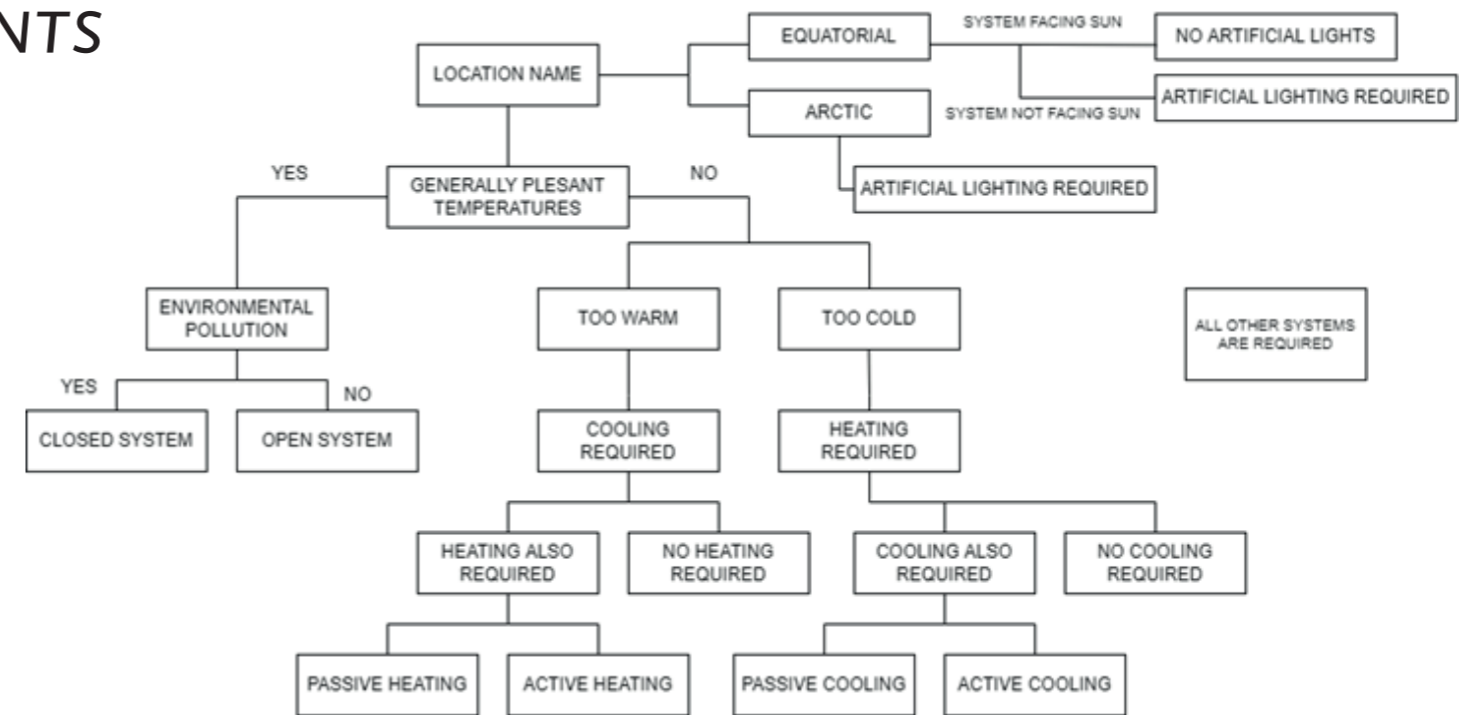 NTS
SYSTEM FACING SUN
EQUATORIAL
NO ARTIFICIAL LIGHTS
LOCATION NAME
ARTIFICIAL LIGHTING REQUIRED
ARCTIC
SYSTEM NOT FACING SUN
YES
GENERALLY PLESANT
TEMPERATURES
NO
ARTIFICIAL LIGHTING REQUIRED
ENVIRONMENTAL
POLLUTION
TOO WARM
TOO COLD
ALL OTHER SYSTEMS
ARE REQUIRED
YES
NO
CLOSED SYSTEM
OPEN SYSTEM
COOLING
REQUIRED
HEATING
REQUIRED
HEATING ALSO
REQUIRED
NO HEATING
REQUIRED
COOLING ALSO
REQUIRED
NO COOLING
REQUIRED
PASSIVE HEATING
ACTIVE HEATING
PASSIVE COOLING
ACTIVE COOLING